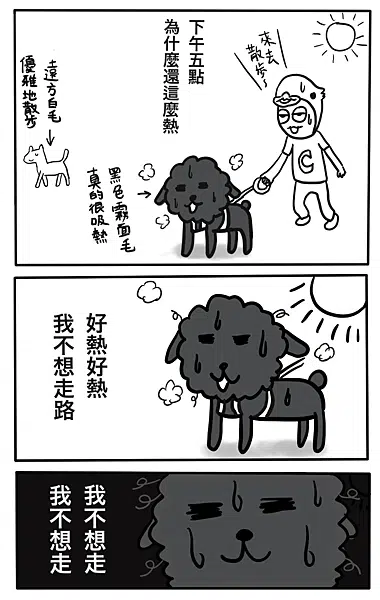 下午五點
為什麼還這麼熱
來去
散步
遠方白毛
優雅地散步
黑色霧面毛
真的很吸熱
C
好熱好熱
我不想走路
我不想走
我不想走